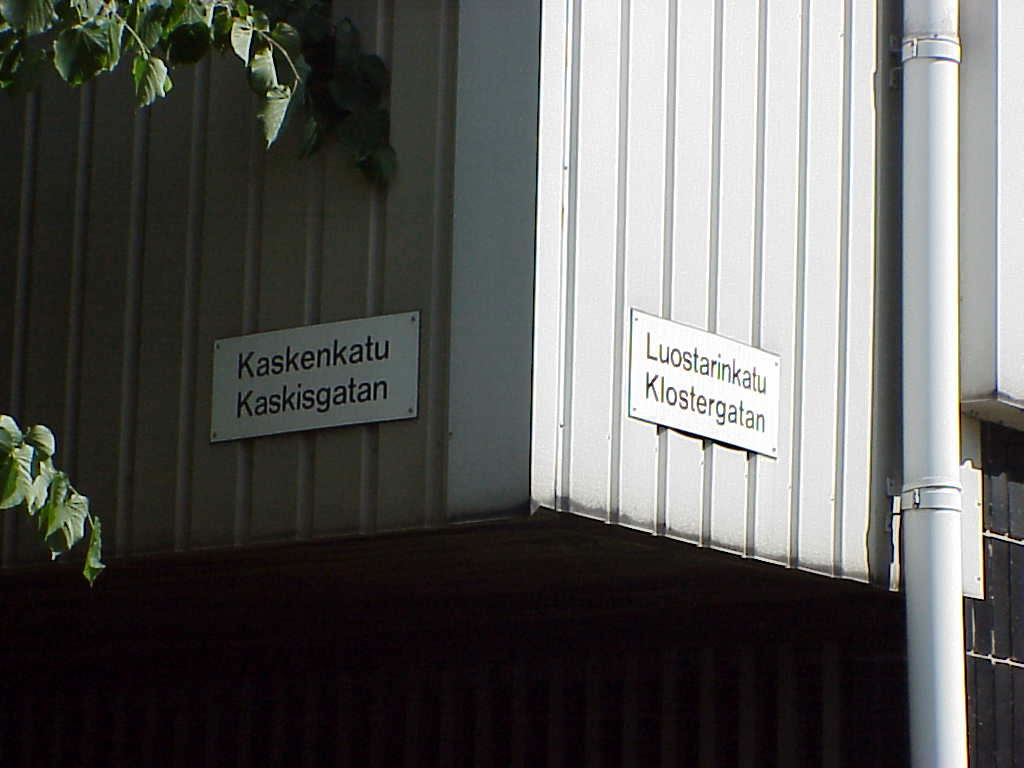 Kaskenkatu
Kaskisgatan
Luostarinkatu
Klostergatan